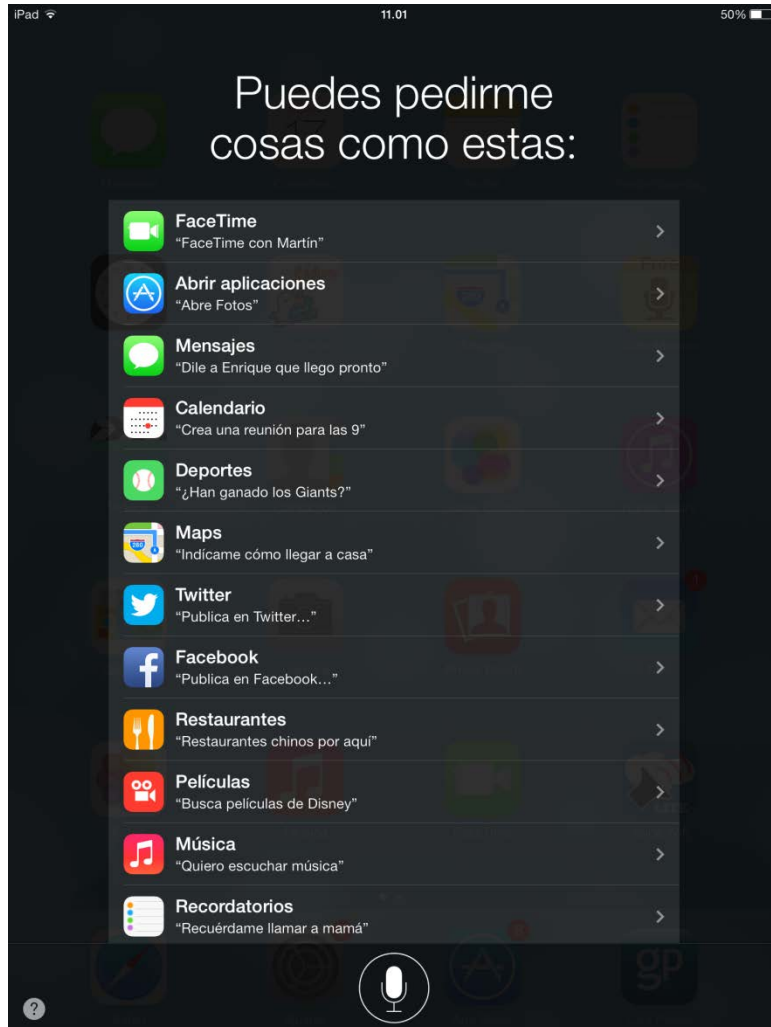 iPad
11.01
50%
Puedes pedirme
cosas como estas:
FaceTime
“FaceTime con Martín”
Abrir aplicaciones
“Abre Fotos”
Mensajes
“Dile a Enrique que llego pronto”
Calendario
“Crea una reunión para las 9”
Deportes
“¿Han ganado los Giants?”
Maps
“Indícame cómo llegar a casa”
Twitter
“Publica en Twitter...”
Facebook
“Publica en Facebook...”
Restaurantes
“Restaurantes chinos por aquí”
Películas
“Busca películas de Disney”
Música
“Quiero escuchar música”
Recordatorios
“Recuérdame llamar a mamá”
gp
?